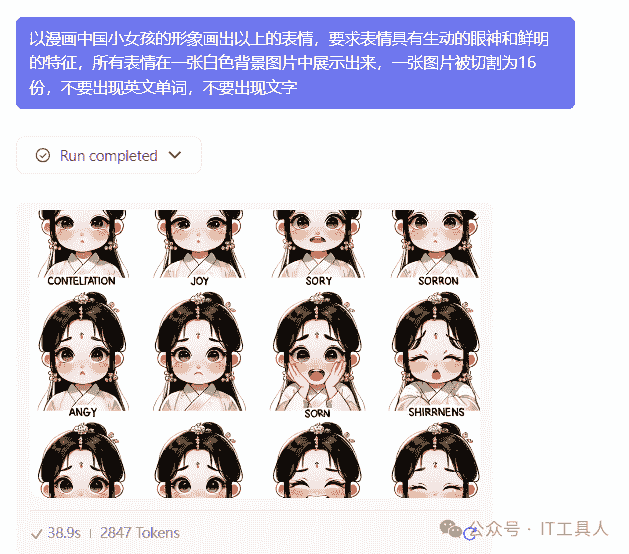 以漫画中国小女孩的形象画出以上的表情，要求表情具有生动的眼神和鲜明
的特征，所有表情在一张白色背景图片中展示出来，一张图片被切割为16
份，不要出现英文单词，不要出现文字
Run completed
CONTELTATION JOY SORY SORRON
ANGY SORN SHIRRNENS
38.9s 2847 Tokens
公众号 · IT工具人